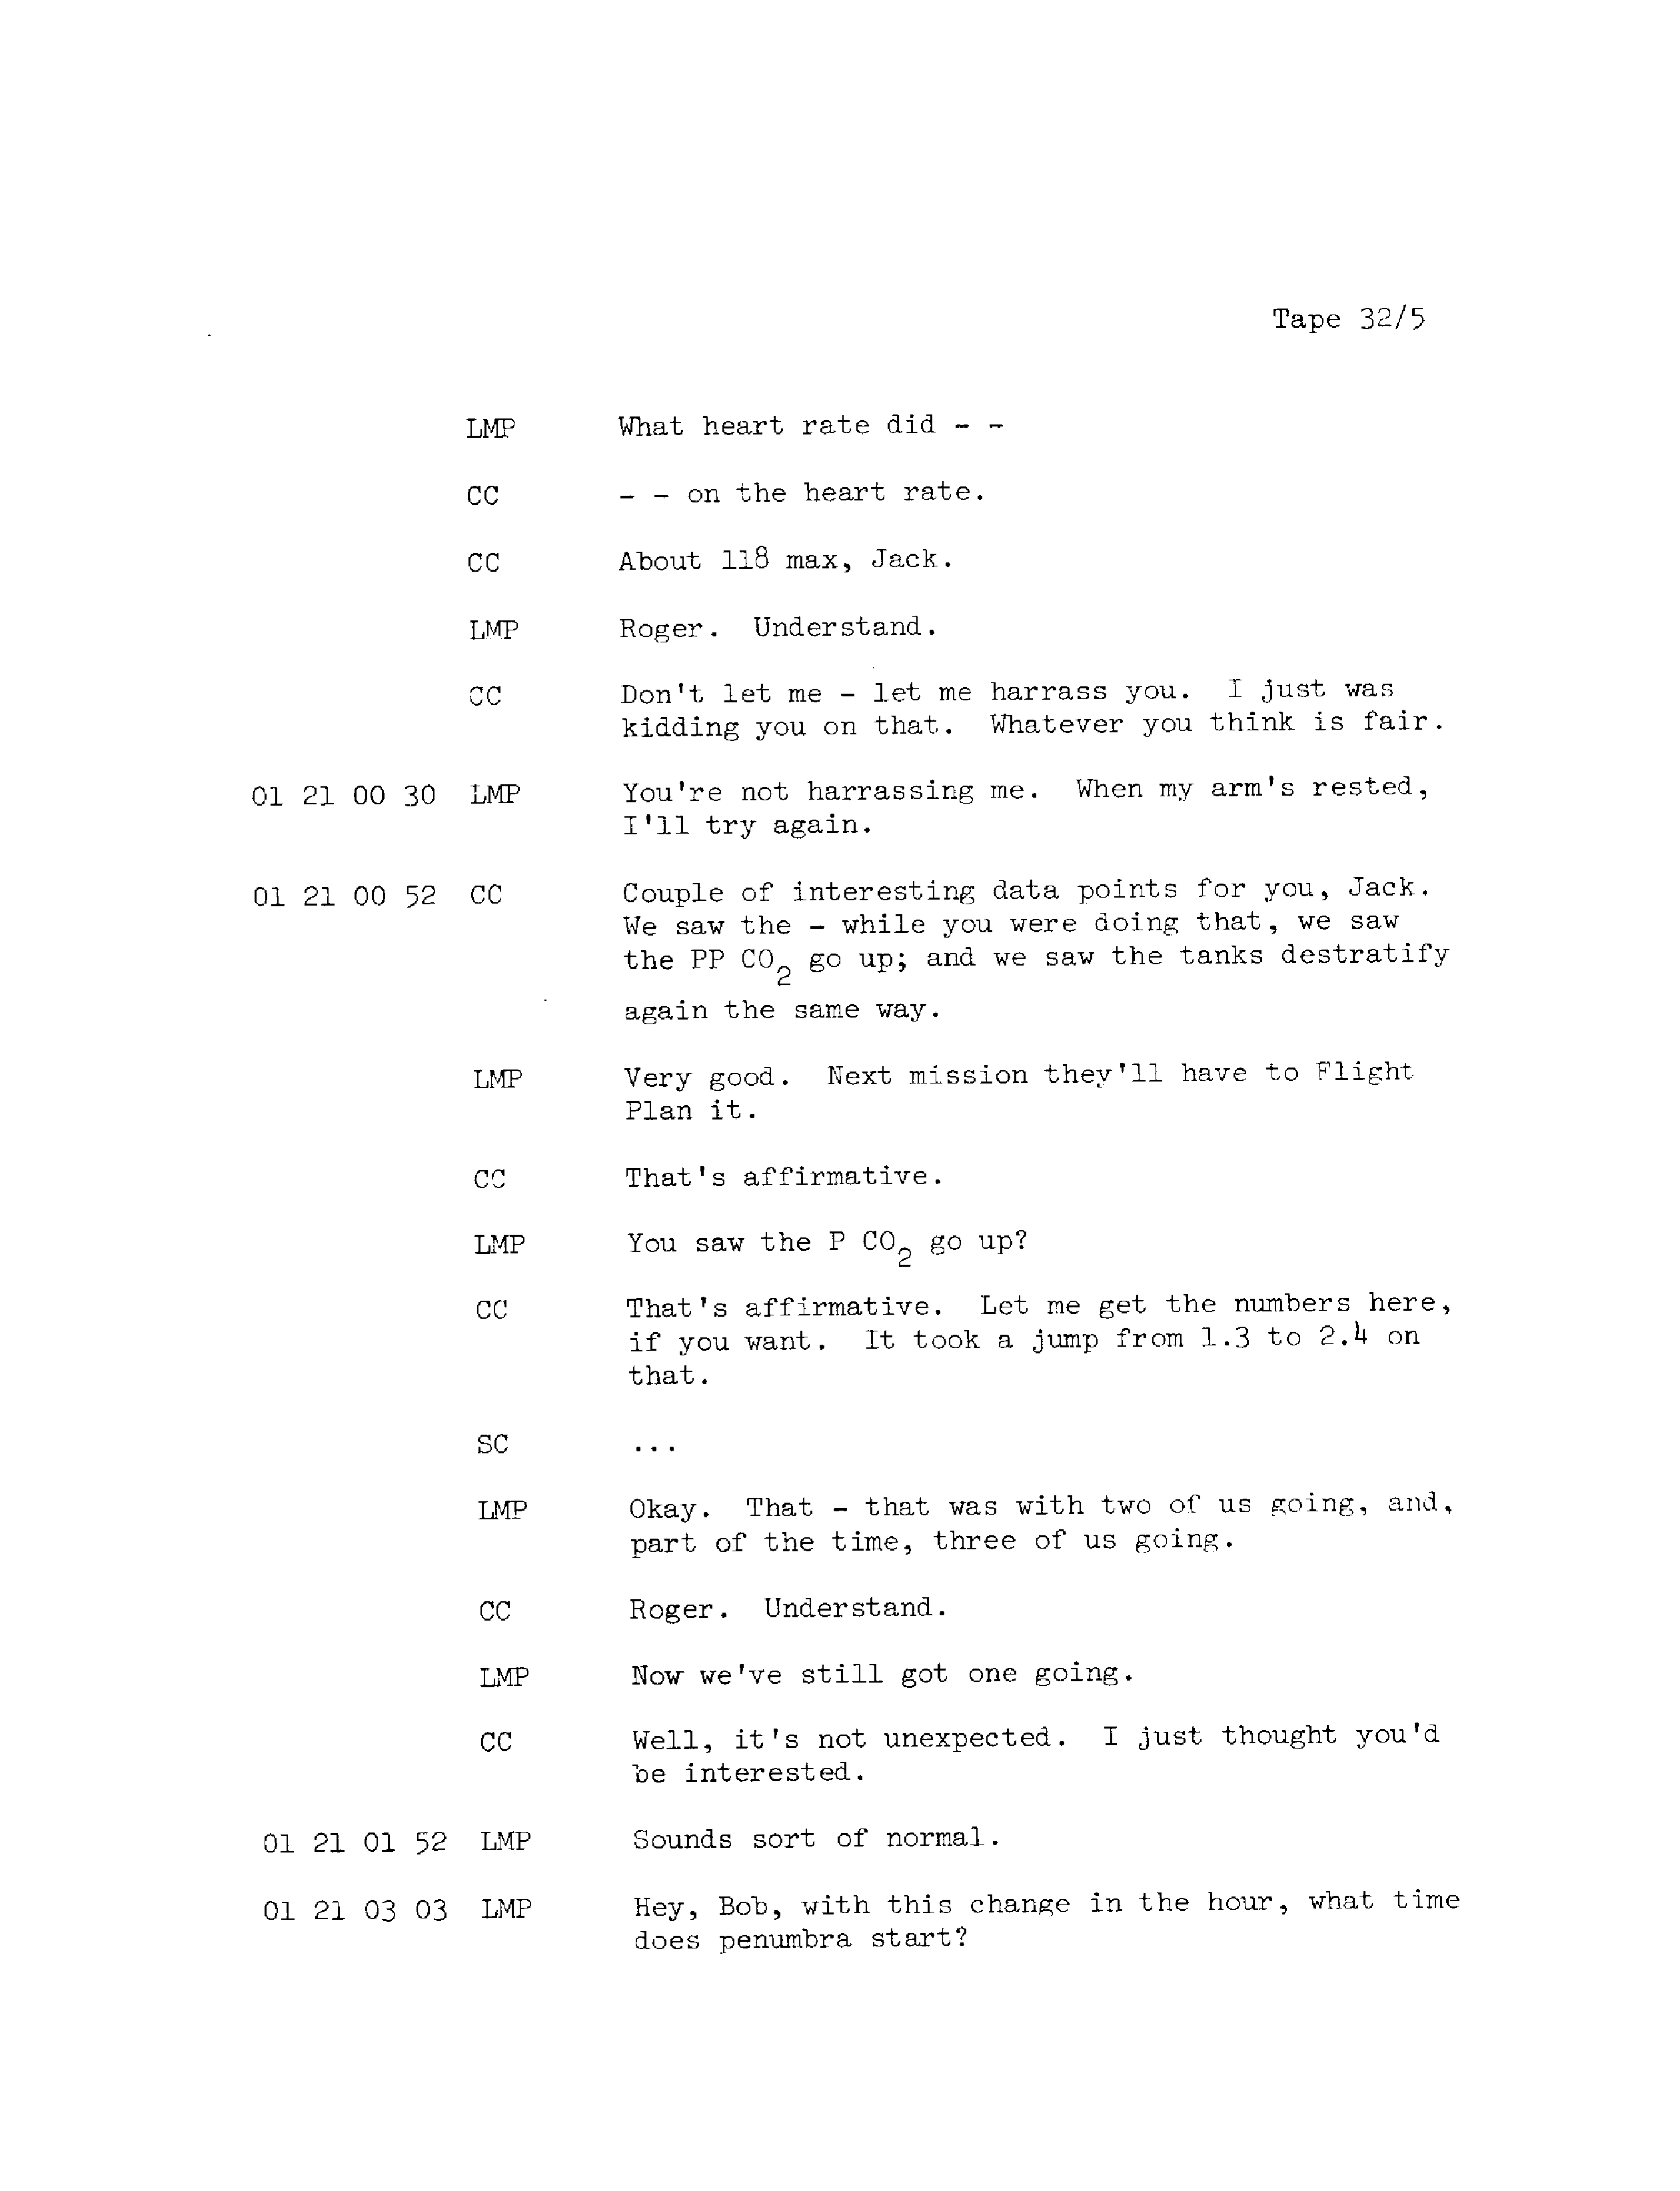 Tape 32/5
LMP What heart rate did - -
CC - - on the heart rate.
CC About 118 max, Jack.
LMP Roger. Understand.
CC Don't let me - let me harrass you. I just was
kidding you on that. Whatever you think is fair.
01 21 00 30 LMP You're not harrassing me. When my arm's rested,
I'll try again.
01 21 00 52 CC Couple of interesting data points for you, Jack.
We saw the - while you were doing that, we saw
the PP CO2 go up; and we saw the tanks destratify
again the same way.
LMP Very good. Next mission they'll have to Flight
Plan it.
CC That's affirmative.
LMP You saw the P CO2 go up?
CC That's affirmative. Let me get the numbers here,
if you want. It took a jump from 1.3 to 2.4 on
that.
SC ...
LMP Okay. That - that was with two of us going, and,
part of the time, three of us going.
CC Roger. Understand.
LMP Now we've still got one going.
CC Well, it's not unexpected. I just thought you'd
be interested.
01 21 01 52 LMP Sounds sort of normal.
01 21 03 03 LMP Hey, Bob, with this change in the hour, what time
does penumbra start?